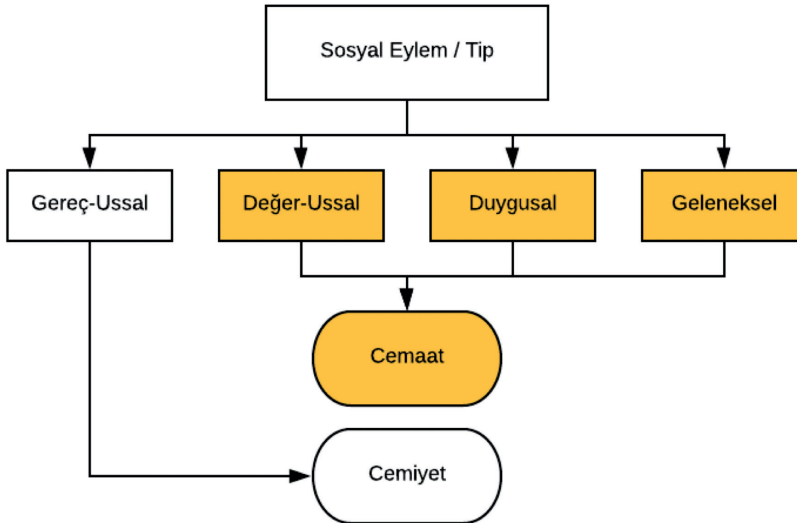 Sosyal Eylem / Tip
Gereç-Ussal
Değer-Ussal
Duygusal
Geleneksel
Cemaat
Cemiyet